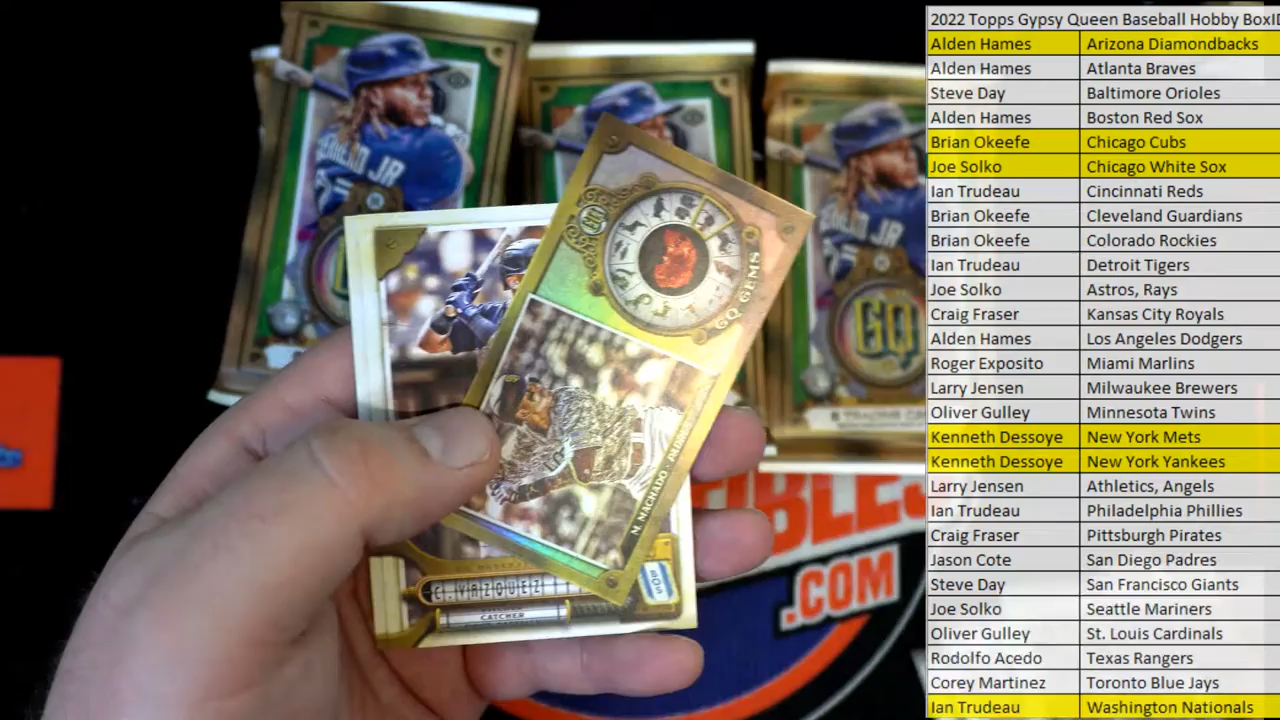 2022 Topps Gypsy Queen Baseball Hobby BoxID
Alden Hames Arizona Diamondbacks
Alden Hames Atlanta Braves
Steve Day Baltimore Orioles
Alden Hames Boston Red Sox
Brian Okeefe Chicago Cubs
Joe Solko Chicago White Sox
Ian Trudeau Cincinnati Reds
Brian Okeefe Cleveland Guardians
Brian Okeefe Colorado Rockies
Ian Trudeau Detroit Tigers
Joe Solko Astros, Rays
Craig Fraser Kansas City Royals
Alden Hames Los Angeles Dodgers
Roger Exposito Miami Marlins
Larry Jensen Milwaukee Brewers
Oliver Gulley Minnesota Twins
Kenneth Dessoye New York Mets
Kenneth Dessoye New York Yankees
Larry Jensen Athletics, Angels
Ian Trudeau Philadelphia Phillies
Craig Fraser Pittsburgh Pirates
Jason Cote San Diego Padres
Steve Day San Francisco Giants
Joe Solko Seattle Mariners
Oliver Gulley St. Louis Cardinals
Rodolfo Acedo Texas Rangers
Corey Martinez Toronto Blue Jays
Ian Trudeau Washington Nationals
GQ
GQ GEMS
M. MACHADO · PADRES
C. VAZQUEZ
CATCHER
BOS
JR
JR
GQ
.COM